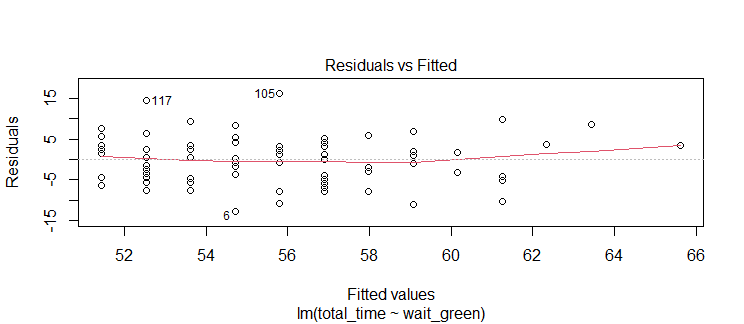 Residuals vs Fitted
Residuals
15
5
-5
-15
117
105
6
52 54 56 58 60 62 64 66
Fitted values
lm(total_time ~ wait_green)